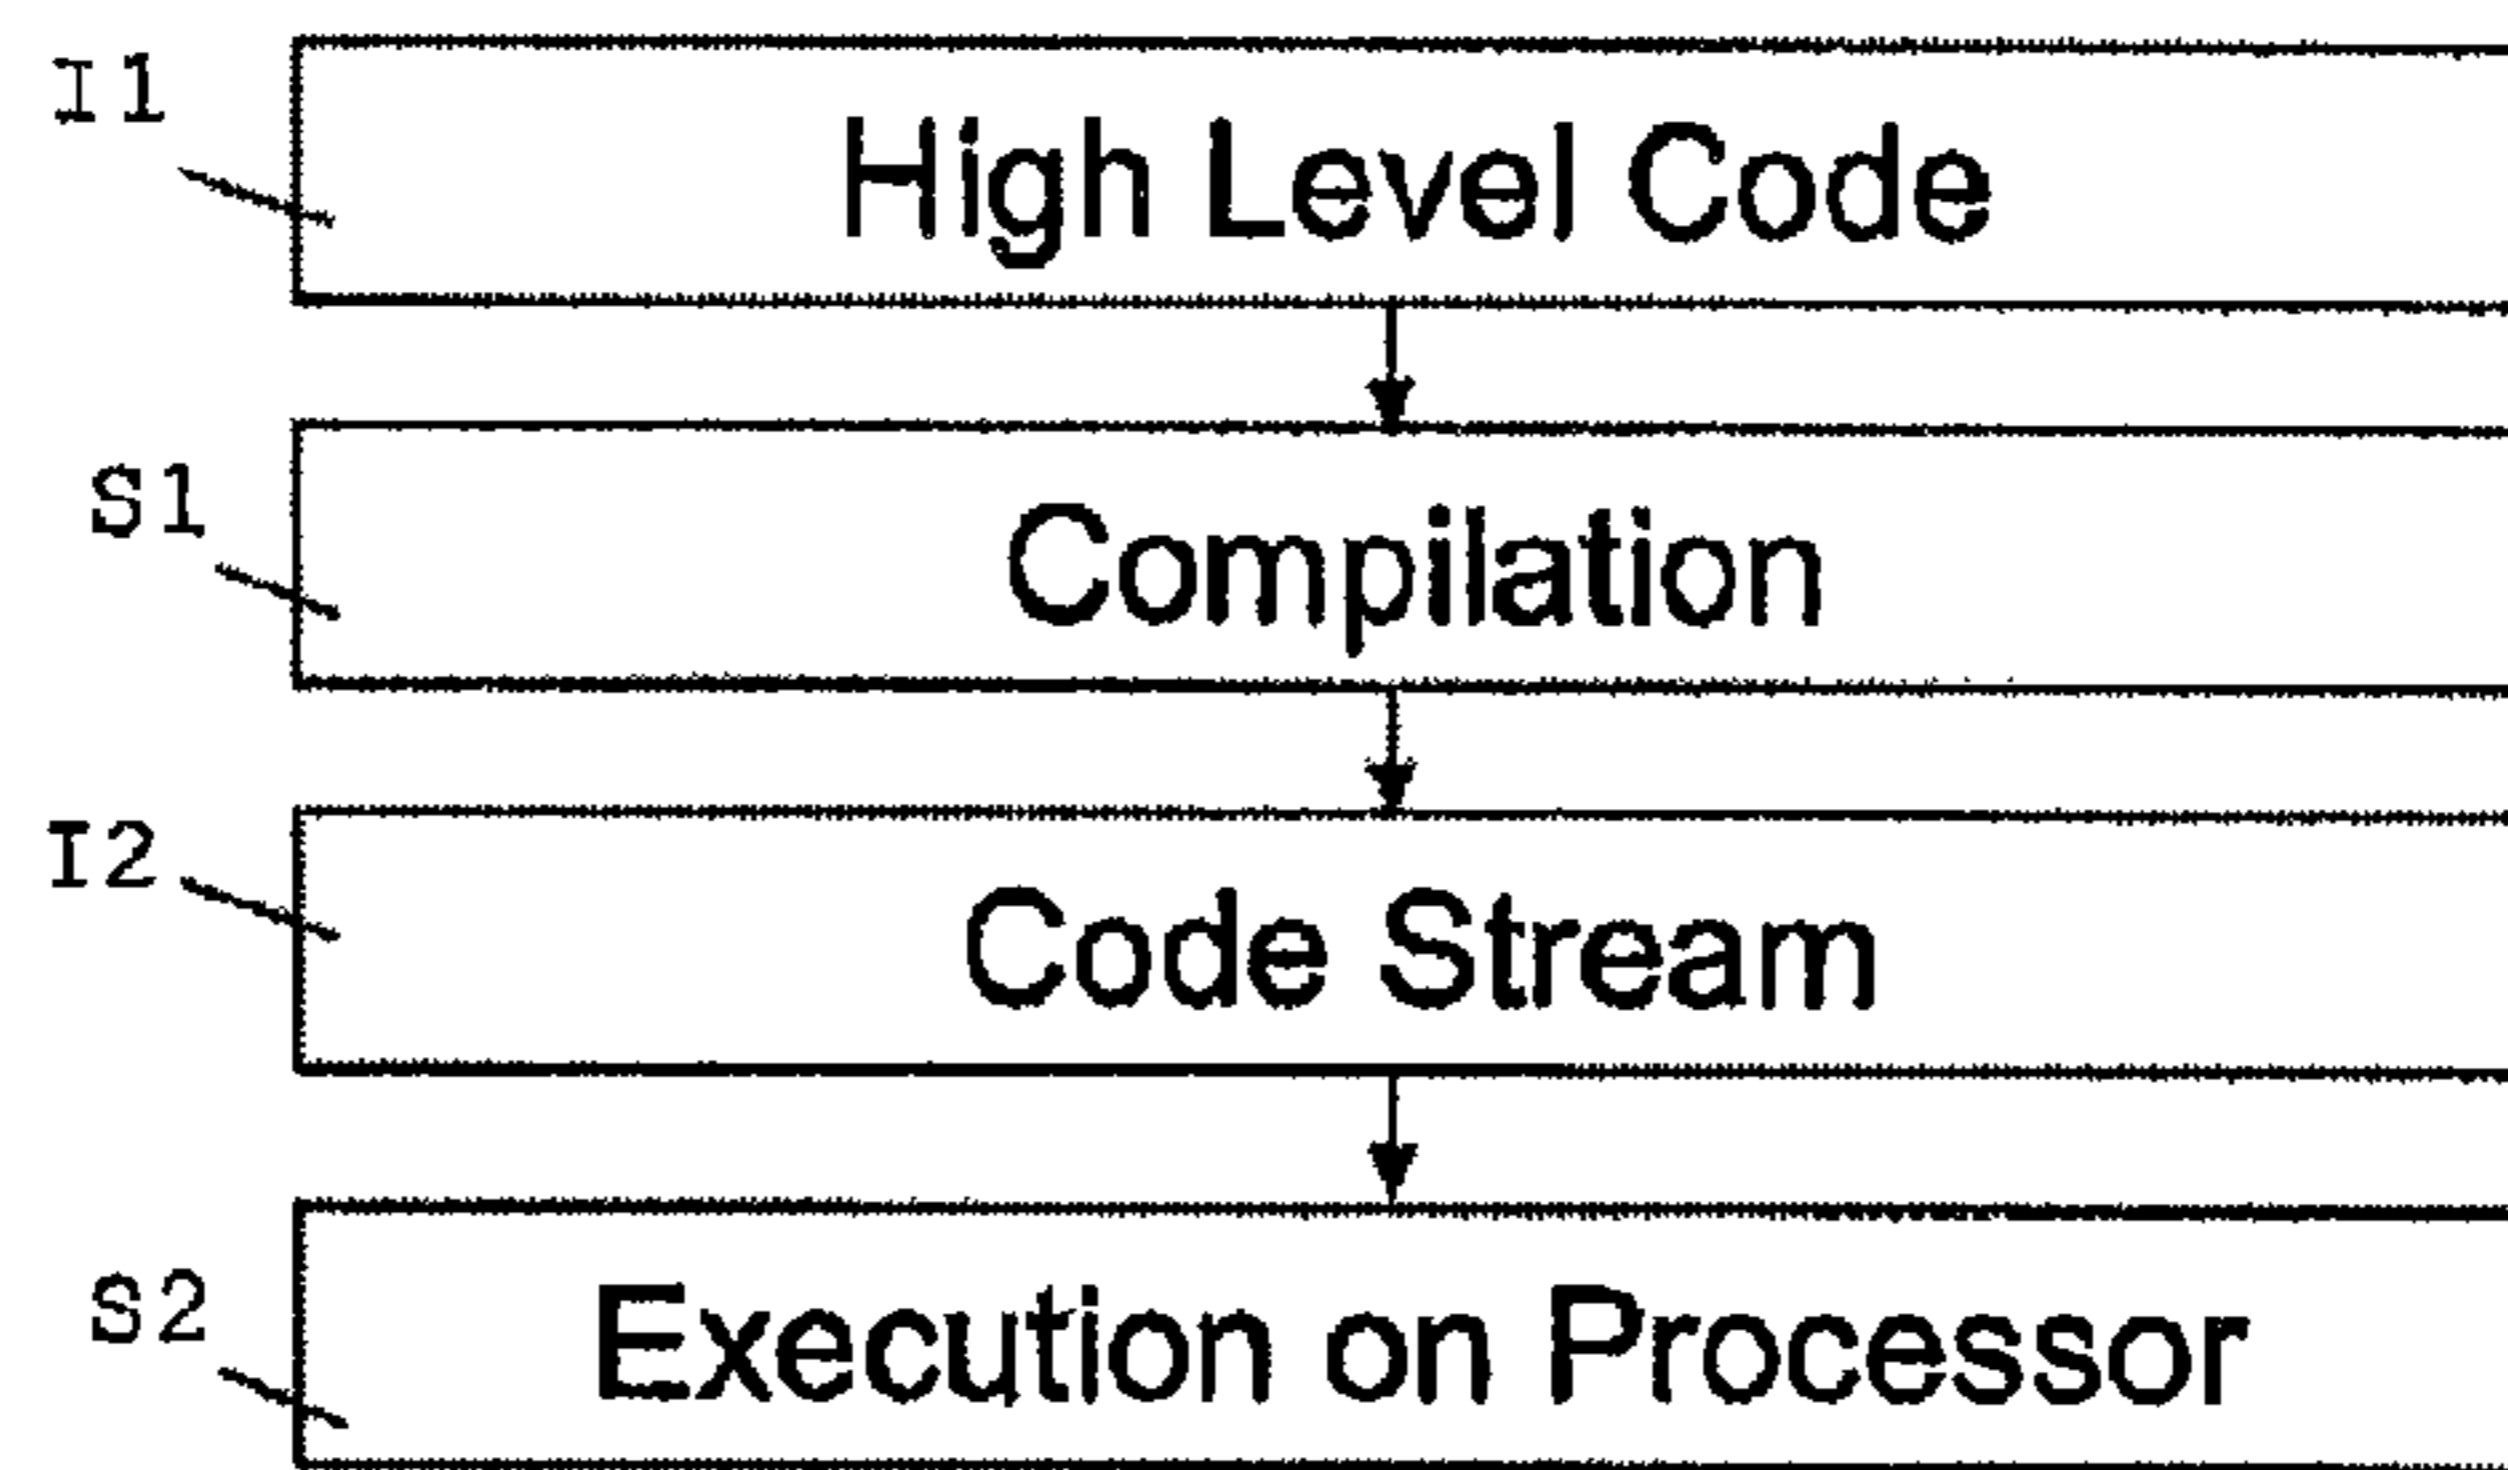 I1
High Level Code
S1
Compilation
I2
Code Stream
S2
Execution on Processor